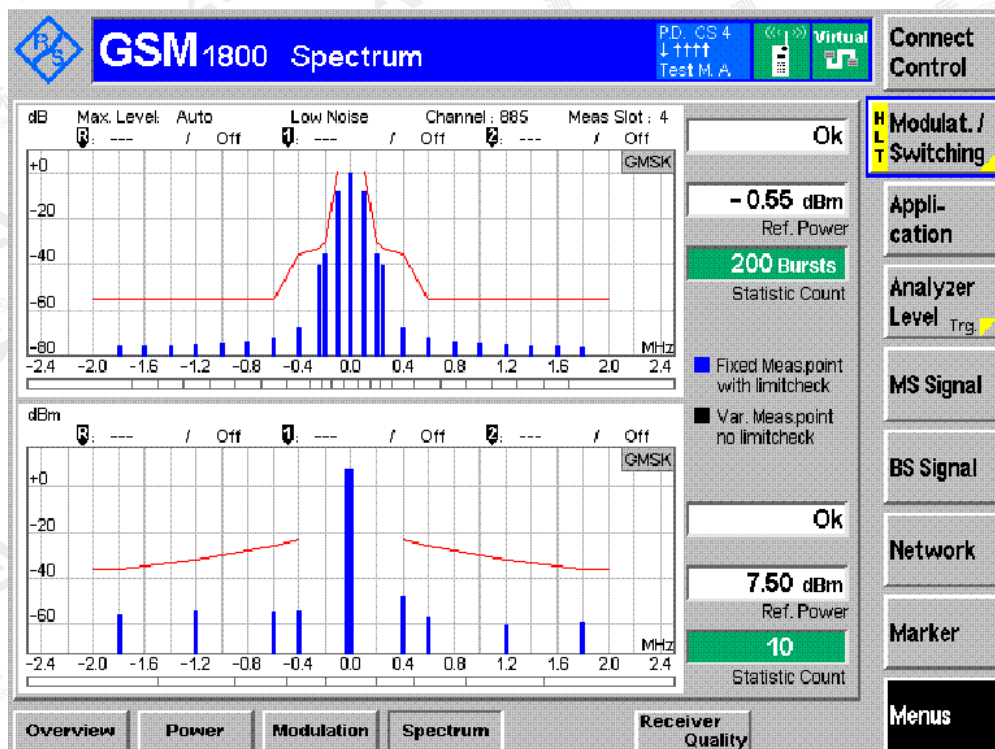 R/S
GSM 1800 Spectrum
P.D. CS 4
Test M. A
Virtual
Connect
Control
dB Max. Level: Auto Low Noise Channel : 885 Meas Slot : 4
R: --- / Off 1: --- / Off 2: --- / Off
GMSK
+0
-20
-40
-60
-80
MHz
-2.4 -2.0 -1.6 -1.2 -0.8 -0.4 0.0 0.4 0.8 1.2 1.6 2.0 2.4
Ok
-0.55 dBm
Ref. Power
200 Bursts
Statistic Count
Fixed Meas.point
with limitcheck
Var. Meas.point
no limitcheck
dBm
R: --- / Off 1: --- / Off 2: --- / Off
GMSK
+0
-20
-40
-60
MHz
-2.4 -2.0 -1.6 -1.2 -0.8 -0.4 0.0 0.4 0.8 1.2 1.6 2.0 2.4
Ok
7.50 dBm
Ref. Power
10
Statistic Count
HLT
Modulat. /
Switching
Appli-
cation
Analyzer
Level Trg.
MS Signal
BS Signal
Network
Marker
Menus
Overview
Power
Modulation
Spectrum
Receiver
Quality